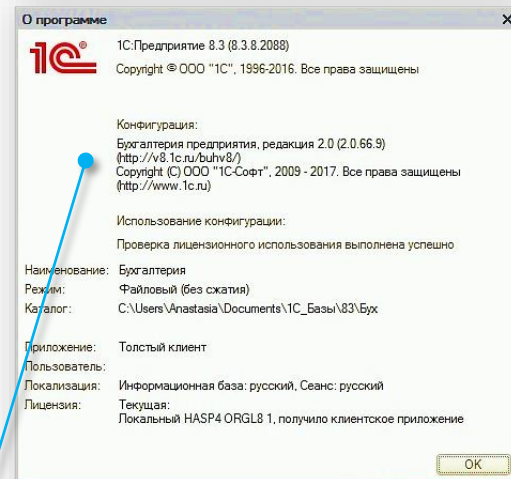 О программе
1С® 1С:Предприятие 8.3 (8.3.8.2088)
Copyright © ООО "1С", 1996-2016. Все права защищены
Конфигурация:
Бухгалтерия предприятия, редакция 2.0 (2.0.66.9)
(http://v8.1c.ru/buhv8/)
Copyright (С) ООО "1С-Софт", 2009 - 2017. Все права защищены
(http://www.1c.ru)
Использование конфигурации:
Проверка лицензионного использования выполнена успешно
Наименование: Бухгалтерия
Режим: Файловый (без сжатия)
Каталог: C:\Users\Anastasia\Documents\1С_Базы\83\Бух
Приложение: Толстый клиент
Пользователь:
Локализация: Информационная база: русский, Сеанс: русский
Лицензия: Текущая:
Локальный HASP4 ORGL8 1, получило клиентское приложение
OK